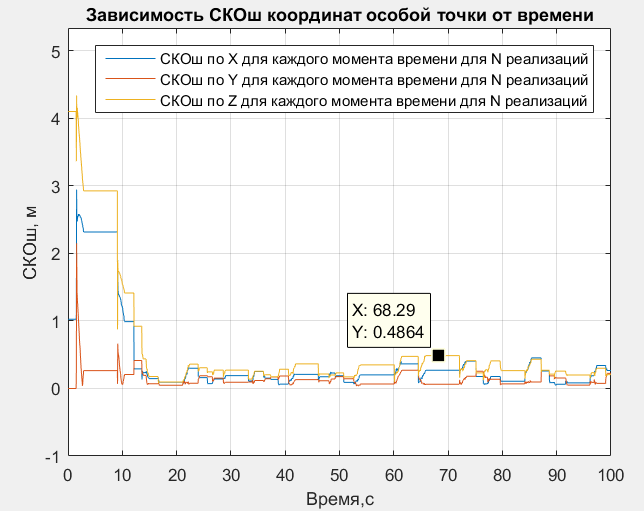 Зависимость СКОш координат особой точки от времени
СКОш по X для каждого момента времени для N реализаций
СКОш по Y для каждого момента времени для N реализаций
СКОш по Z для каждого момента времени для N реализаций
СКОш, м
5
4
3
2
1
0
-1
X: 68.29
Y: 0.4864
0 10 20 30 40 50 60 70 80 90 100
Время,с